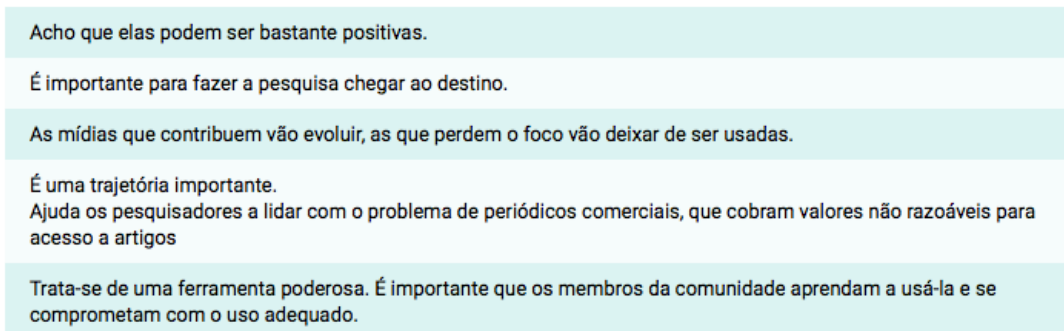 Acho que elas podem ser bastante positivas.
É importante para fazer a pesquisa chegar ao destino.
As mídias que contribuem vão evoluir, as que perdem o foco vão deixar de ser usadas.
É uma trajetória importante.
Ajuda os pesquisadores a lidar com o problema de periódicos comerciais, que cobram valores não razoáveis para
acesso a artigos
Trata-se de uma ferramenta poderosa. É importante que os membros da comunidade aprendam a usá-la e se
comprometam com o uso adequado.